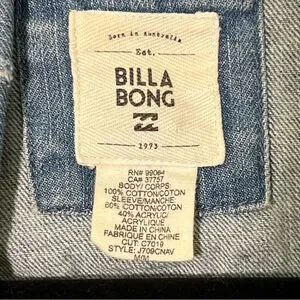 Born in Australia
Est.
BILLA
BONG
1973
RN# 99064
CA# 37757
BODY/ CORPS:
100% COTTON/COTON
SLEEVE/MANCHE:
60% COTTON/COTON
40% ACRYLIC/
ACRYLIQUE
MADE IN CHINA
FABRIQUE EN CHINE
CUT: C7019
STYLE: J709CNAV
M/M